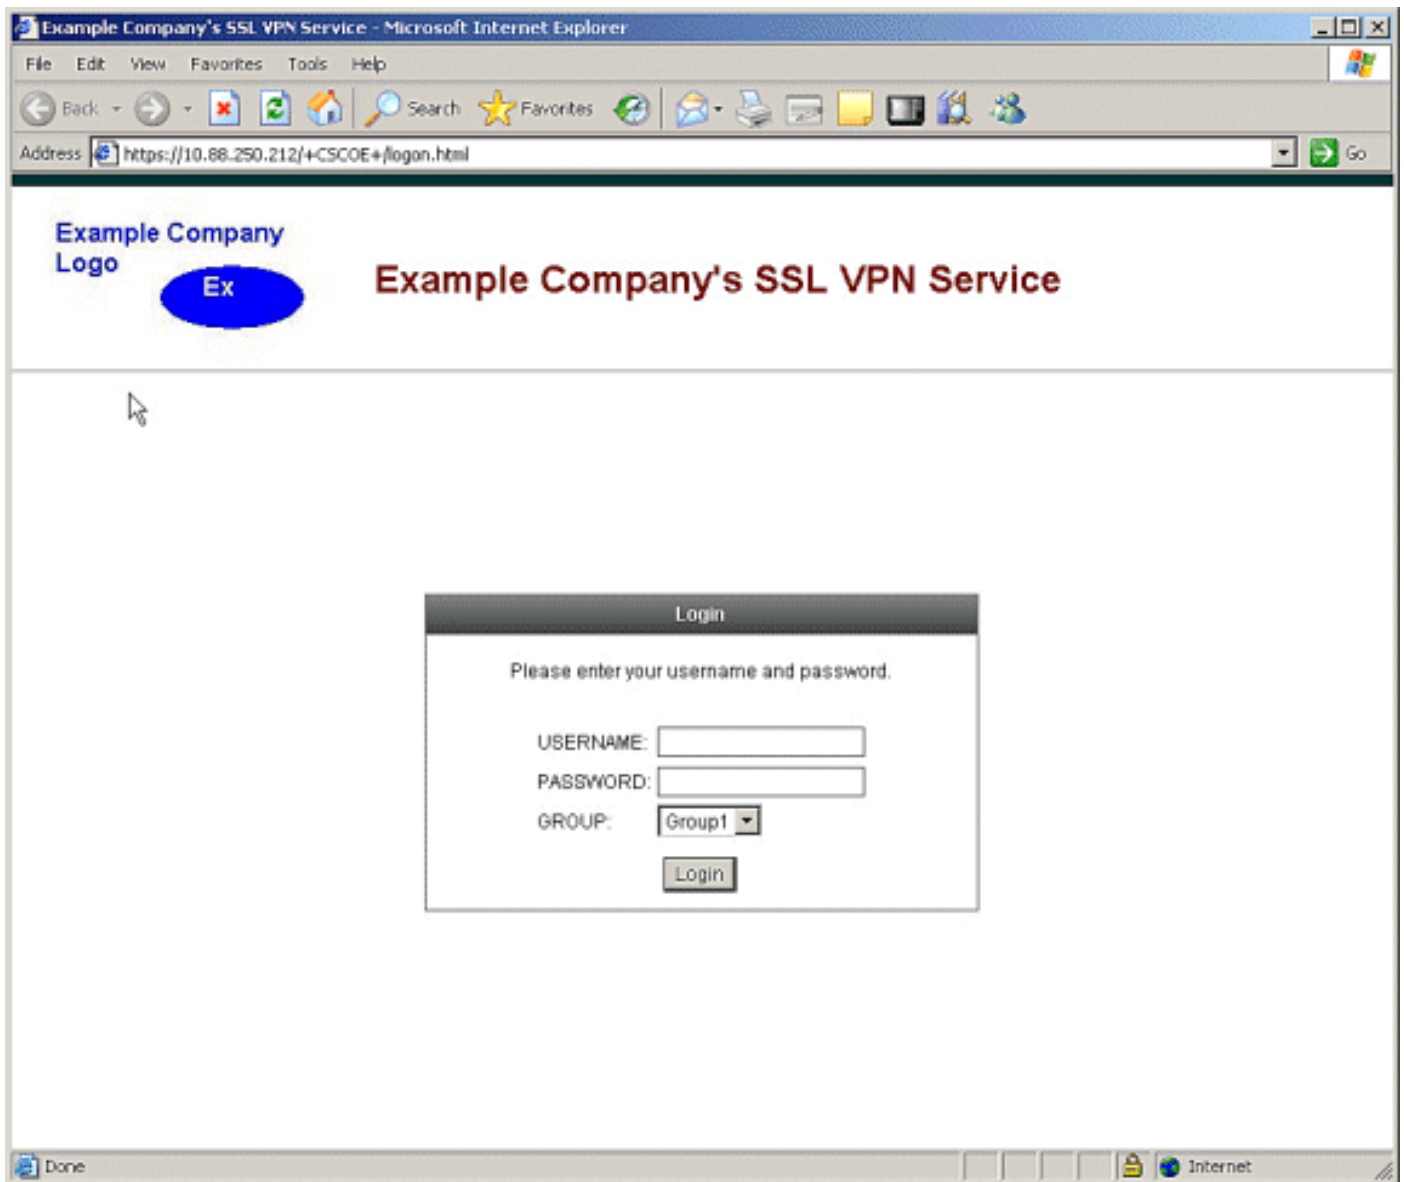 Example Company's SSL VPN Service - Microsoft Internet Explorer
File Edit View Favorites Tools Help
Back Search Favorites
Address https://10.88.250.212/+CSCOE+/logon.html Go
Example Company
Logo
Ex
Example Company's SSL VPN Service
Login
Please enter your username and password.
USERNAME:
PASSWORD:
GROUP: Group1
Login
Done Internet